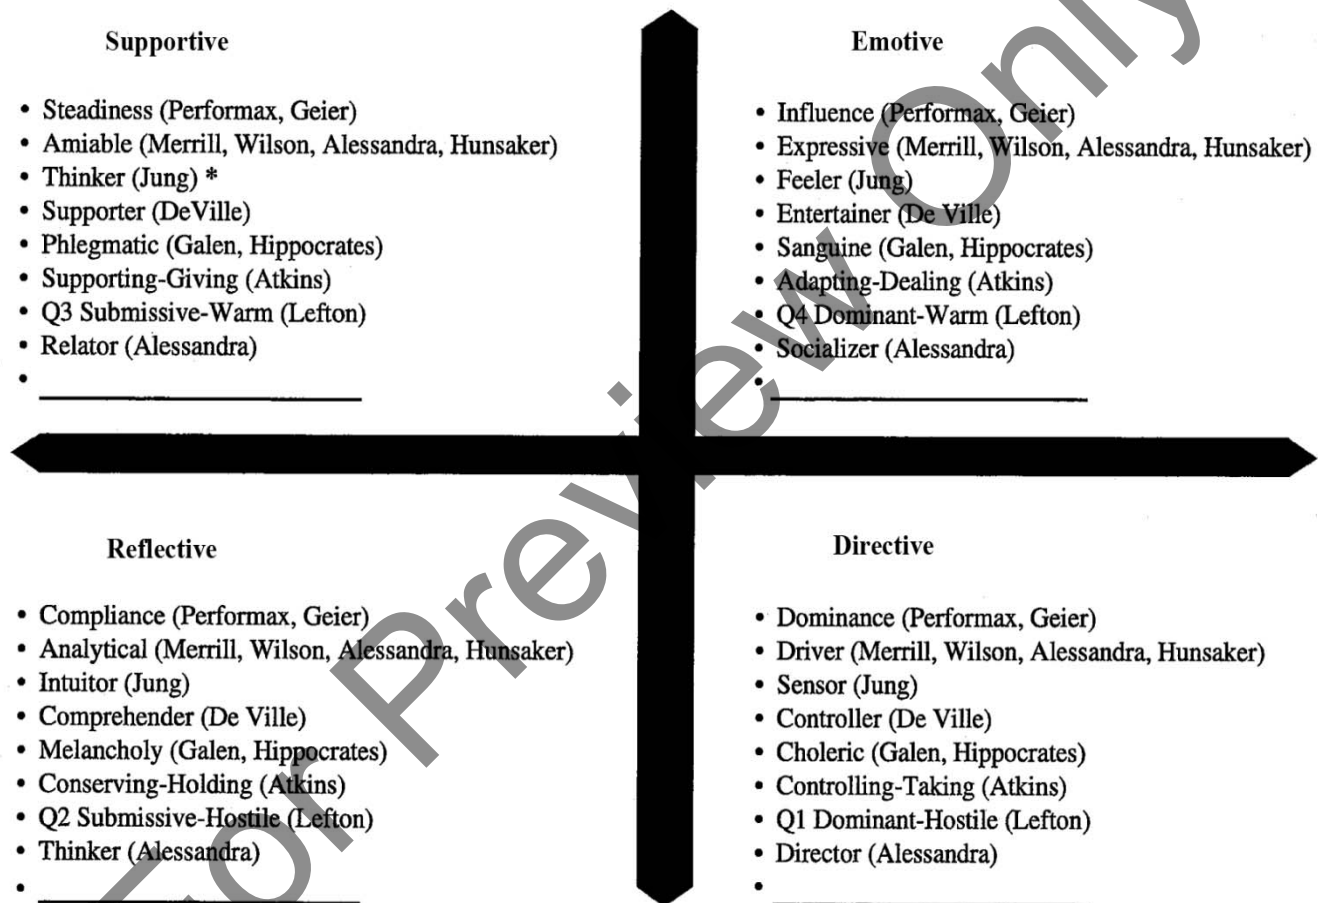 Supportive
• Steadiness (Performax, Geier)
• Amiable (Merrill, Wilson, Alessandra, Hunsaker)
• Thinker (Jung) *
• Supporter (DeVille)
• Phlegmatic (Galen, Hippocrates)
• Supporting-Giving (Atkins)
• Q3 Submissive-Warm (Lefton)
• Relator (Alessandra)
•
Emotive
• Influence (Performax, Geier)
• Expressive (Merrill, Wilson, Alessandra, Hunsaker)
• Feeler (Jung)
• Entertainer (De Ville)
• Sanguine (Galen, Hippocrates)
• Adapting-Dealing (Atkins)
• Q4 Dominant-Warm (Lefton)
• Socializer (Alessandra)
•
Reflective
• Compliance (Performax, Geier)
• Analytical (Merrill, Wilson, Alessandra, Hunsaker)
• Intuitor (Jung)
• Comprehender (De Ville)
• Melancholy (Galen, Hippocrates)
• Conserving-Holding (Atkins)
• Q2 Submissive-Hostile (Lefton)
• Thinker (Alessandra)
•
Directive
• Dominance (Performax, Geier)
• Driver (Merrill, Wilson, Alessandra, Hunsaker)
• Sensor (Jung)
• Controller (De Ville)
• Choleric (Galen, Hippocrates)
• Controlling-Taking (Atkins)
• Q1 Dominant-Hostile (Lefton)
• Director (Alessandra)
•
For Preview Only